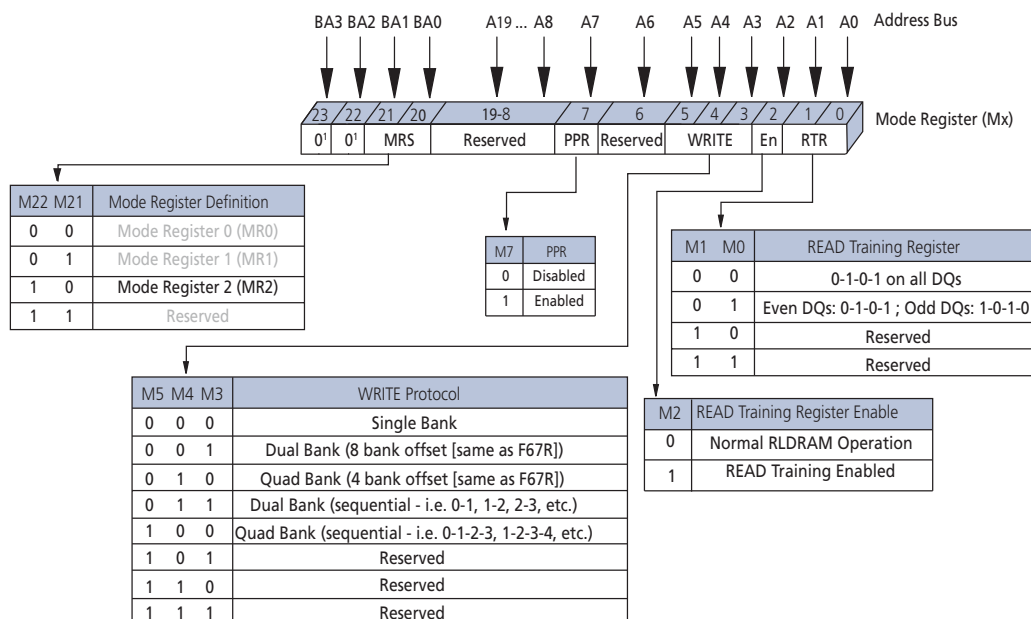 BA3 BA2 BA1 BA0 A19 ... A8 A7 A6 A5 A4 A3 A2 A1 A0 Address Bus
23 22 21 20 19-8 7 6 5 4 3 2 1 0 Mode Register (Mx)
0¹ 0¹ MRS Reserved PPR Reserved WRITE En RTR
M22 M21 Mode Register Definition
0 0 Mode Register 0 (MR0)
0 1 Mode Register 1 (MR1)
1 0 Mode Register 2 (MR2)
1 1 Reserved
M7 PPR
0 Disabled
1 Enabled
M1 M0 READ Training Register
0 0 0-1-0-1 on all DQs
0 1 Even DQs: 0-1-0-1 ; Odd DQs: 1-0-1-0
1 0 Reserved
1 1 Reserved
M5 M4 M3 WRITE Protocol
0 0 0 Single Bank
0 0 1 Dual Bank (8 bank offset [same as F67R])
0 1 0 Quad Bank (4 bank offset [same as F67R])
0 1 1 Dual Bank (sequential - i.e. 0-1, 1-2, 2-3, etc.)
1 0 0 Quad Bank (sequential - i.e. 0-1-2-3, 1-2-3-4, etc.)
1 0 1 Reserved
1 1 0 Reserved
1 1 1 Reserved
M2 READ Training Register Enable
0 Normal RLDRAM Operation
1 READ Training Enabled